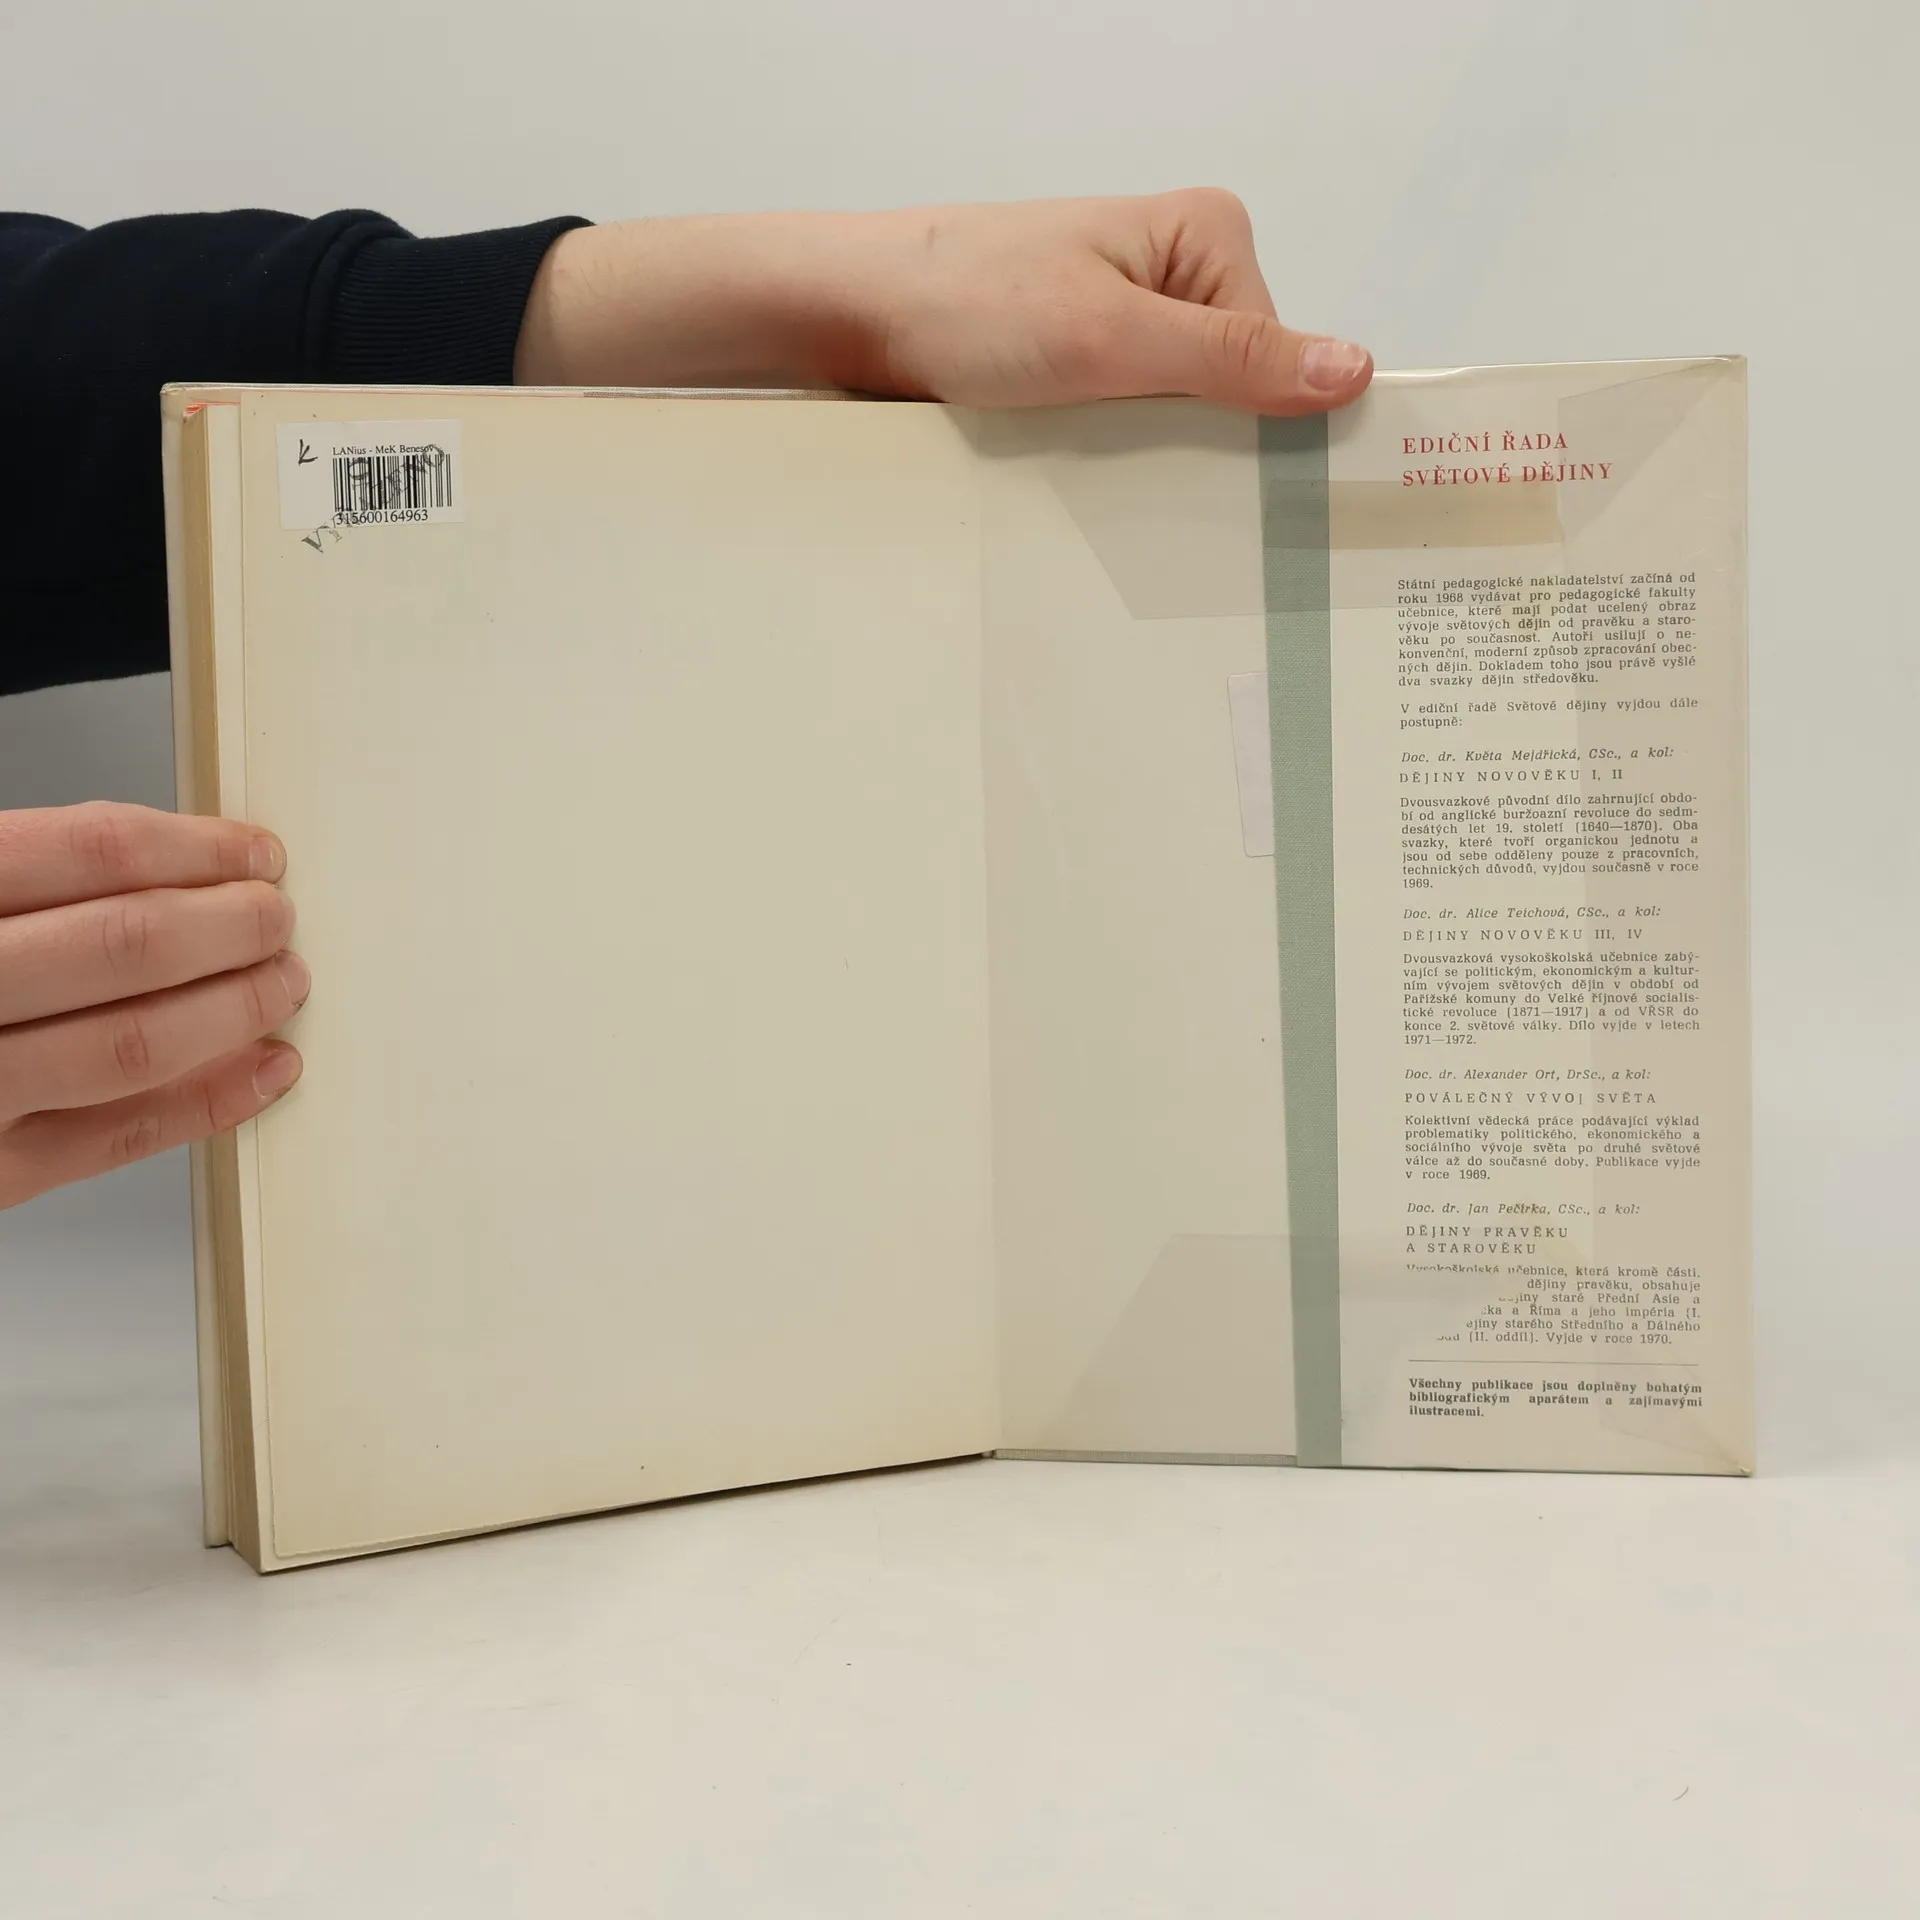 LANius - MeK Benesov
315600164963
EDIČNÍ ŘADA
SVĚTOVÉ DĚJINY
Státní pedagogické nakladatelství začíná od
roku 1968 vydávat pro pedagogické fakulty
učebnice, které mají podat ucelený obraz
vývoje světových dějin od pravěku a staro-
věku po současnost. Autoři usilují o ne-
konvenční, moderní způsob zpracování obec-
ných dějin. Dokladem toho jsou právě vyšlé
dva svazky dějin středověku.
V ediční řadě Světové dějiny vyjdou dále
postupně:
Doc. dr. Květa Mejdřická, CSc., a kol:
DĚJINY NOVOVĚKU I, II
Dvousvazkové původní dílo zahrnující obdo-
bí od anglické buržoazní revoluce do sedm-
desátých let 19. století (1640—1870). Oba
svazky, které tvoří organickou jednotu a
jsou od sebe odděleny pouze z pracovních,
technických důvodů, vyjdou současně v roce
1969.
Doc. dr. Alice Teichová, CSc., a kol:
DĚJINY NOVOVĚKU III, IV
Dvousvazková vysokoškolská učebnice zabý-
vající se politickým, ekonomickým a kultur-
ním vývojem světových dějin v období od
Pařížské komuny do Velké říjnové socialis-
tické revoluce (1871—1917) a od VŘSR do
konce 2. světové války. Dílo vyjde v letech
1971—1972.
Doc. dr. Alexander Ort, DrSc., a kol:
POVÁLEČNÝ VÝVOJ SVĚTA
Kolektivní vědecká práce podávající výklad
problematiky politického, ekonomického a
sociálního vývoje světa po druhé světové
válce až do současné doby. Publikace vyjde
v roce 1969.
Doc. dr. Jan Pečírka, CSc., a kol:
DĚJINY PRAVĚKU
A STAROVĚKU
Vysokoškolská učebnice, která kromě části,
dějiny pravěku, obsahuje
staré Přední Asie a
a Říma a jeho impéria (I.
starého Středního a Dálného
(II. oddíl). Vyjde v roce 1970.
Všechny publikace jsou doplněny bohatým
bibliografickým aparátem a zajímavými
ilustracemi.